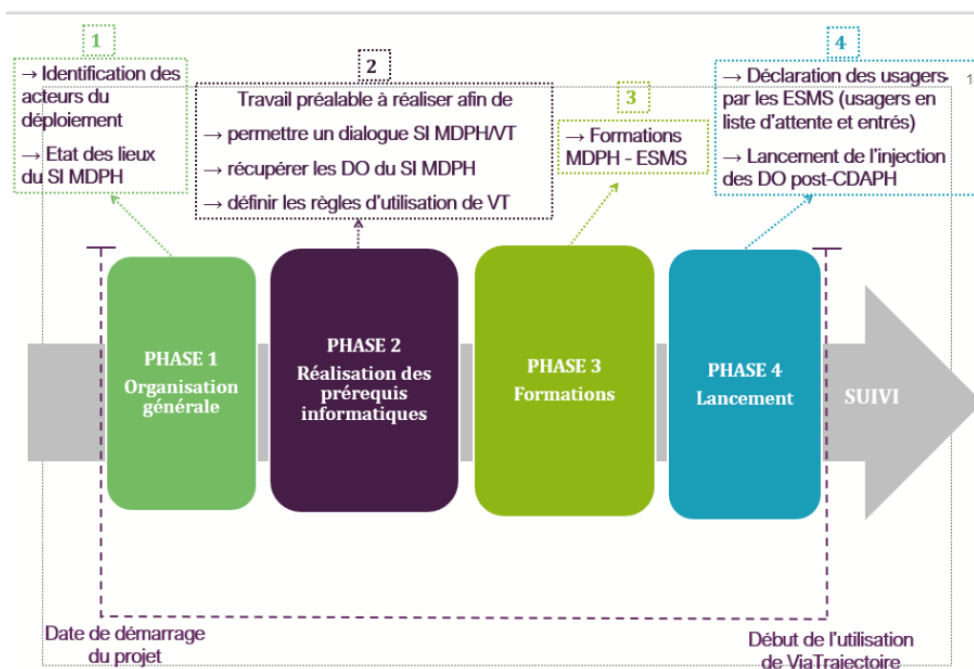 1
→ Identification des
acteurs du
déploiement
→ Etat des lieux
du SI MDPH
2
Travail préalable à réaliser afin de
→ permettre un dialogue SI MDPH/VT
→ récupérer les DO du SI MDPH
→ définir les règles d'utilisation de VT
3
→ Formations
MDPH - ESMS
4
→ Déclaration des usagers
par les ESMS (usagers en
liste d'attente et entrés)
→ Lancement de l'injection
des DO post-CDAPH
PHASE 1
Organisation
générale
PHASE 2
Réalisation des
prérequis
informatiques
PHASE 3
Formations
PHASE 4
Lancement
SUIVI
Date de démarrage
du projet
Début de l'utilisation
de ViaTrajectoire